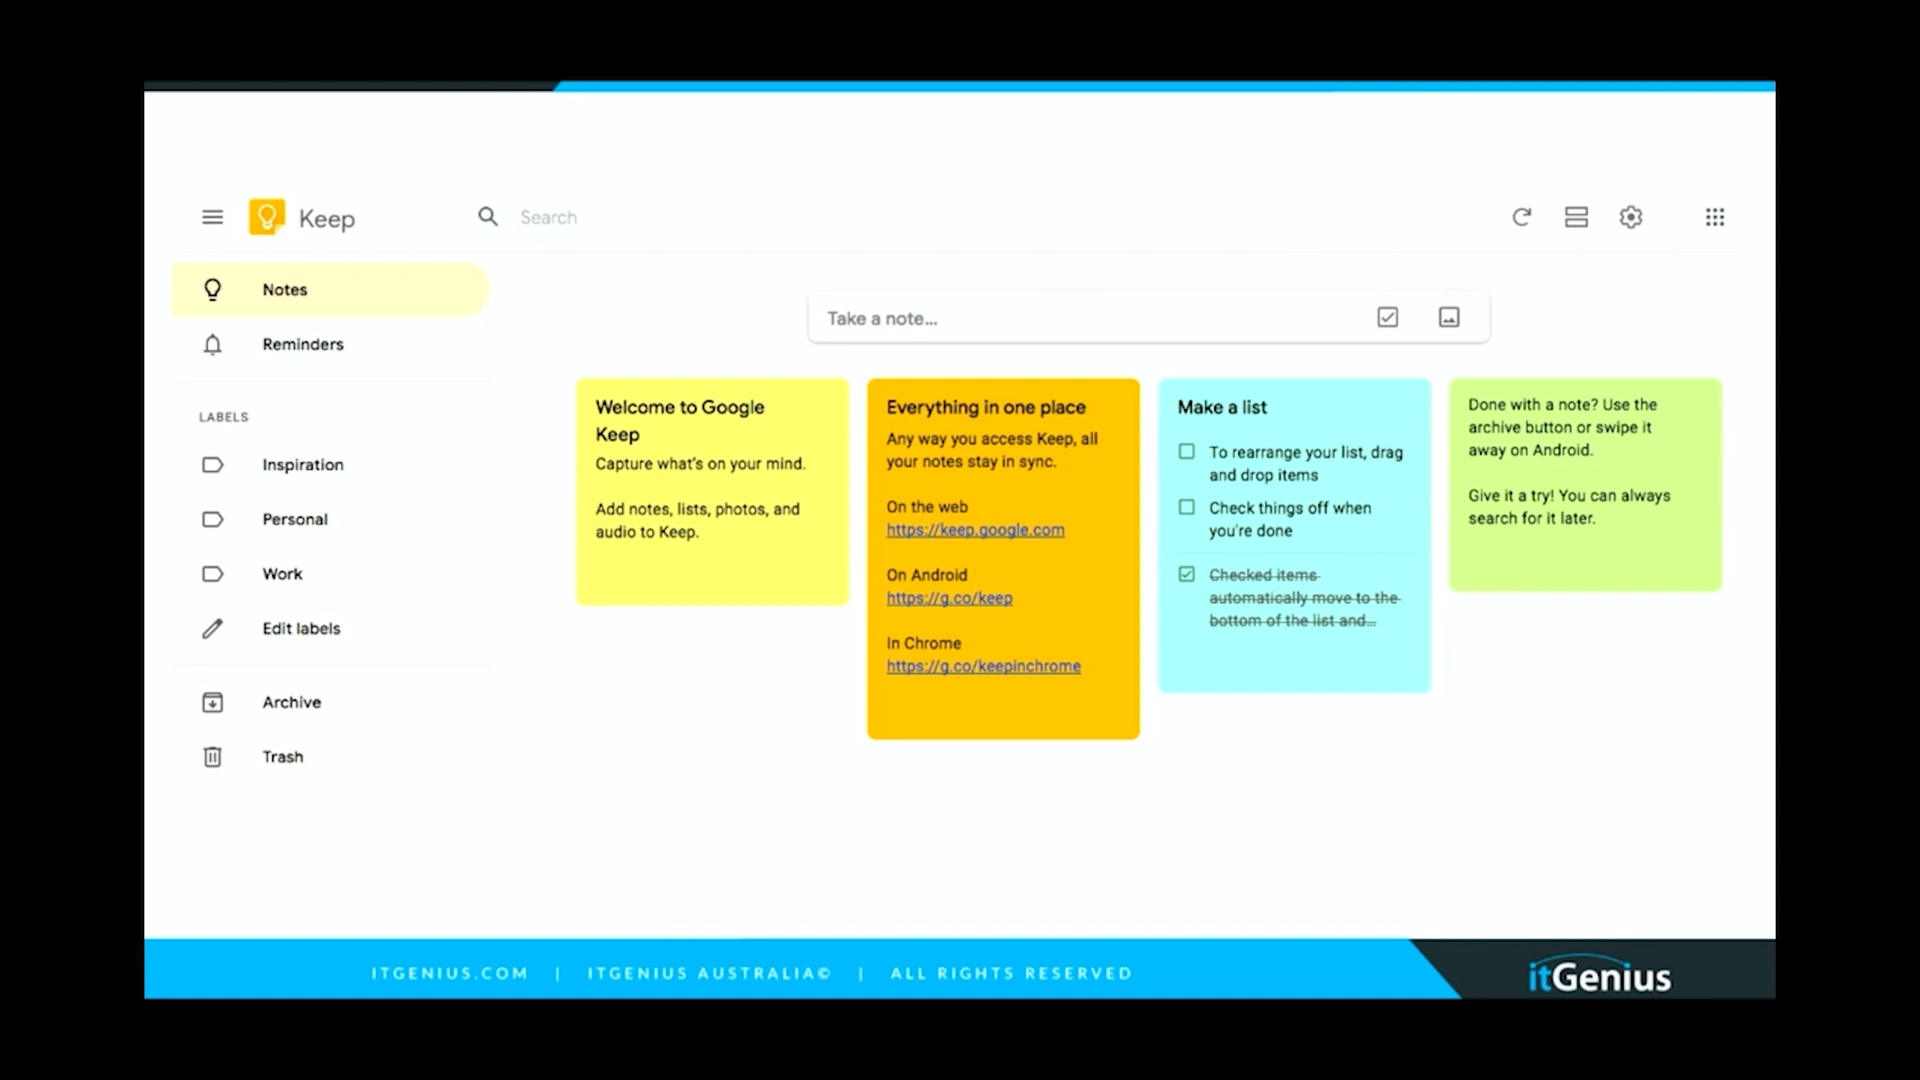 Keep
Search
Notes
Reminders
LABELS
Inspiration
Personal
Work
Edit labels
Archive
Trash
Take a note...
Welcome to Google
Keep
Capture what's on your mind.
Add notes, lists, photos, and
audio to Keep.
Everything in one place
Any way you access Keep, all
your notes stay in sync.
On the web
https://keep.google.com
On Android
https://g.co/keep
In Chrome
https://g.co/keepinchrome
Make a list
To rearrange your list, drag
and drop items
Check things off when
you're done
Checked items
automatically move to the
bottom of the list and...
Done with a note? Use the
archive button or swipe it
away on Android.
Give it a try! You can always
search for it later.
ITGENIUS.COM | ITGENIUS AUSTRALIA© | ALL RIGHTS RESERVED
itGenius